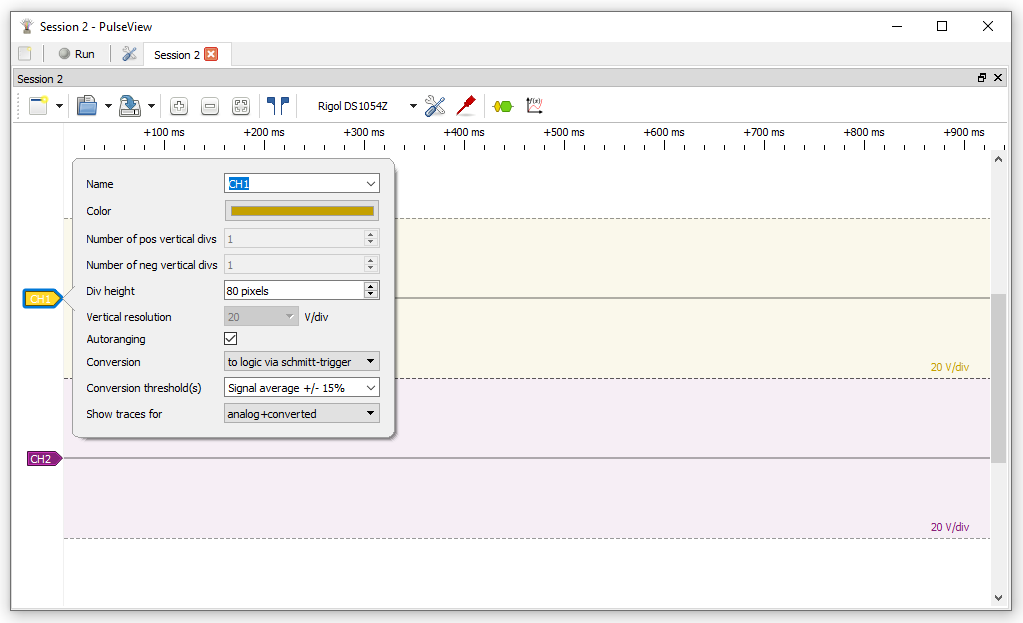 Session 2 - PulseView
Run
Session 2
Session 2
Rigol DS1054Z
f(x)
+100 ms +200 ms +300 ms +400 ms +500 ms +600 ms +700 ms +800 ms +900 ms
Name CH1
Color
Number of pos vertical divs 1
Number of neg vertical divs 1
CH1
Div height 80 pixels
Vertical resolution 20 V/div
Autoranging
Conversion to logic via schmitt-trigger
20 V/div
Conversion threshold(s) Signal average +/- 15%
Show traces for analog+converted
CH2
20 V/div